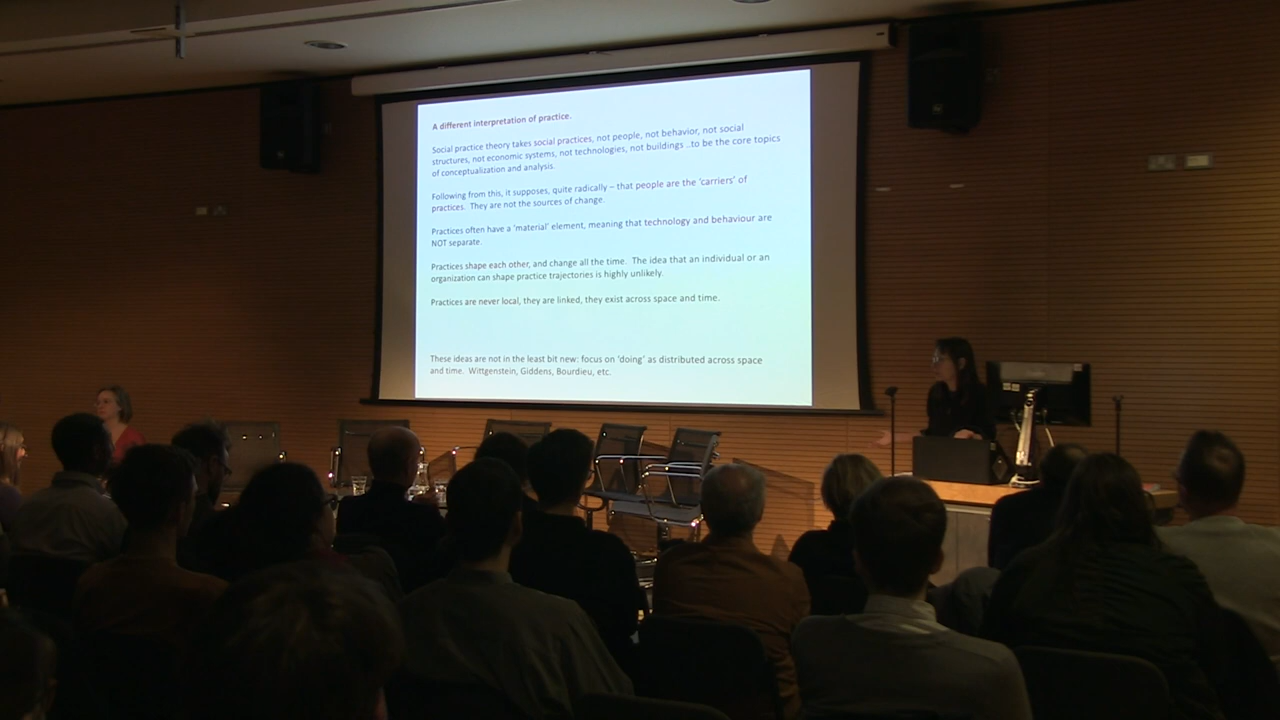 A different interpretation of practice.
Social practice theory takes social practices, not people, not behavior, not social
structures, not economic systems, not technologies, not buildings ..to be the core topics
of conceptualization and analysis.
Following from this, it supposes, quite radically – that people are the ‘carriers’ of
practices. They are not the sources of change.
Practices often have a ‘material’ element, meaning that technology and behaviour are
NOT separate.
Practices shape each other, and change all the time. The idea that an individual or an
organization can shape practice trajectories is highly unlikely.
Practices are never local, they are linked, they exist across space and time.
These ideas are not in the least bit new: focus on ‘doing’ as distributed across space
and time. Wittgenstein, Giddens, Bourdieu, etc.